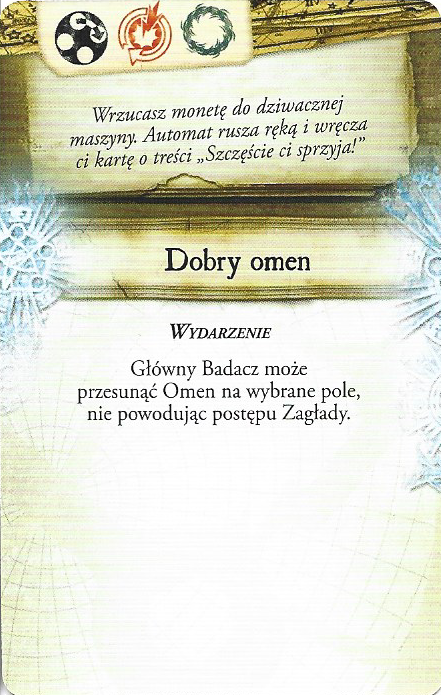 Wrzucasz monetę do dziwacznej
maszyny. Automat rusza ręką i wręcza
ci kartę o treści „Szczęście ci sprzyja!”
Dobry omen
WYDARZENIE
Główny Badacz może
przesunąć Omen na wybrane pole,
nie powodując postępu Zagłady.